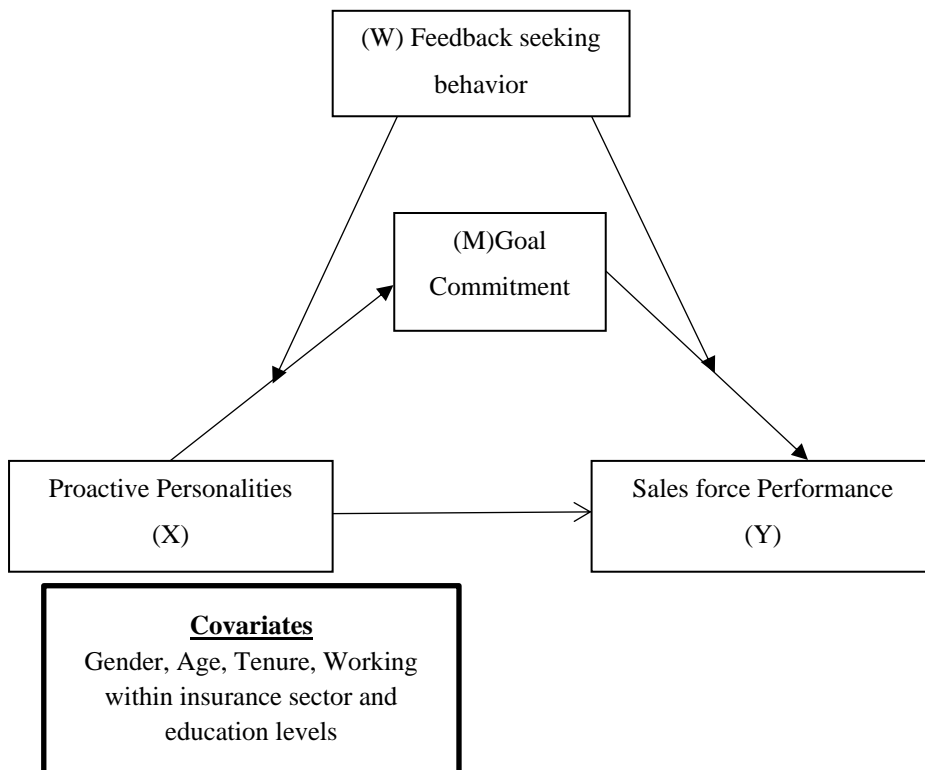 (W) Feedback seeking
behavior
(M)Goal
Commitment
Proactive Personalities
(X)
Sales force Performance
(Y)
Covariates
Gender, Age, Tenure, Working
within insurance sector and
education levels